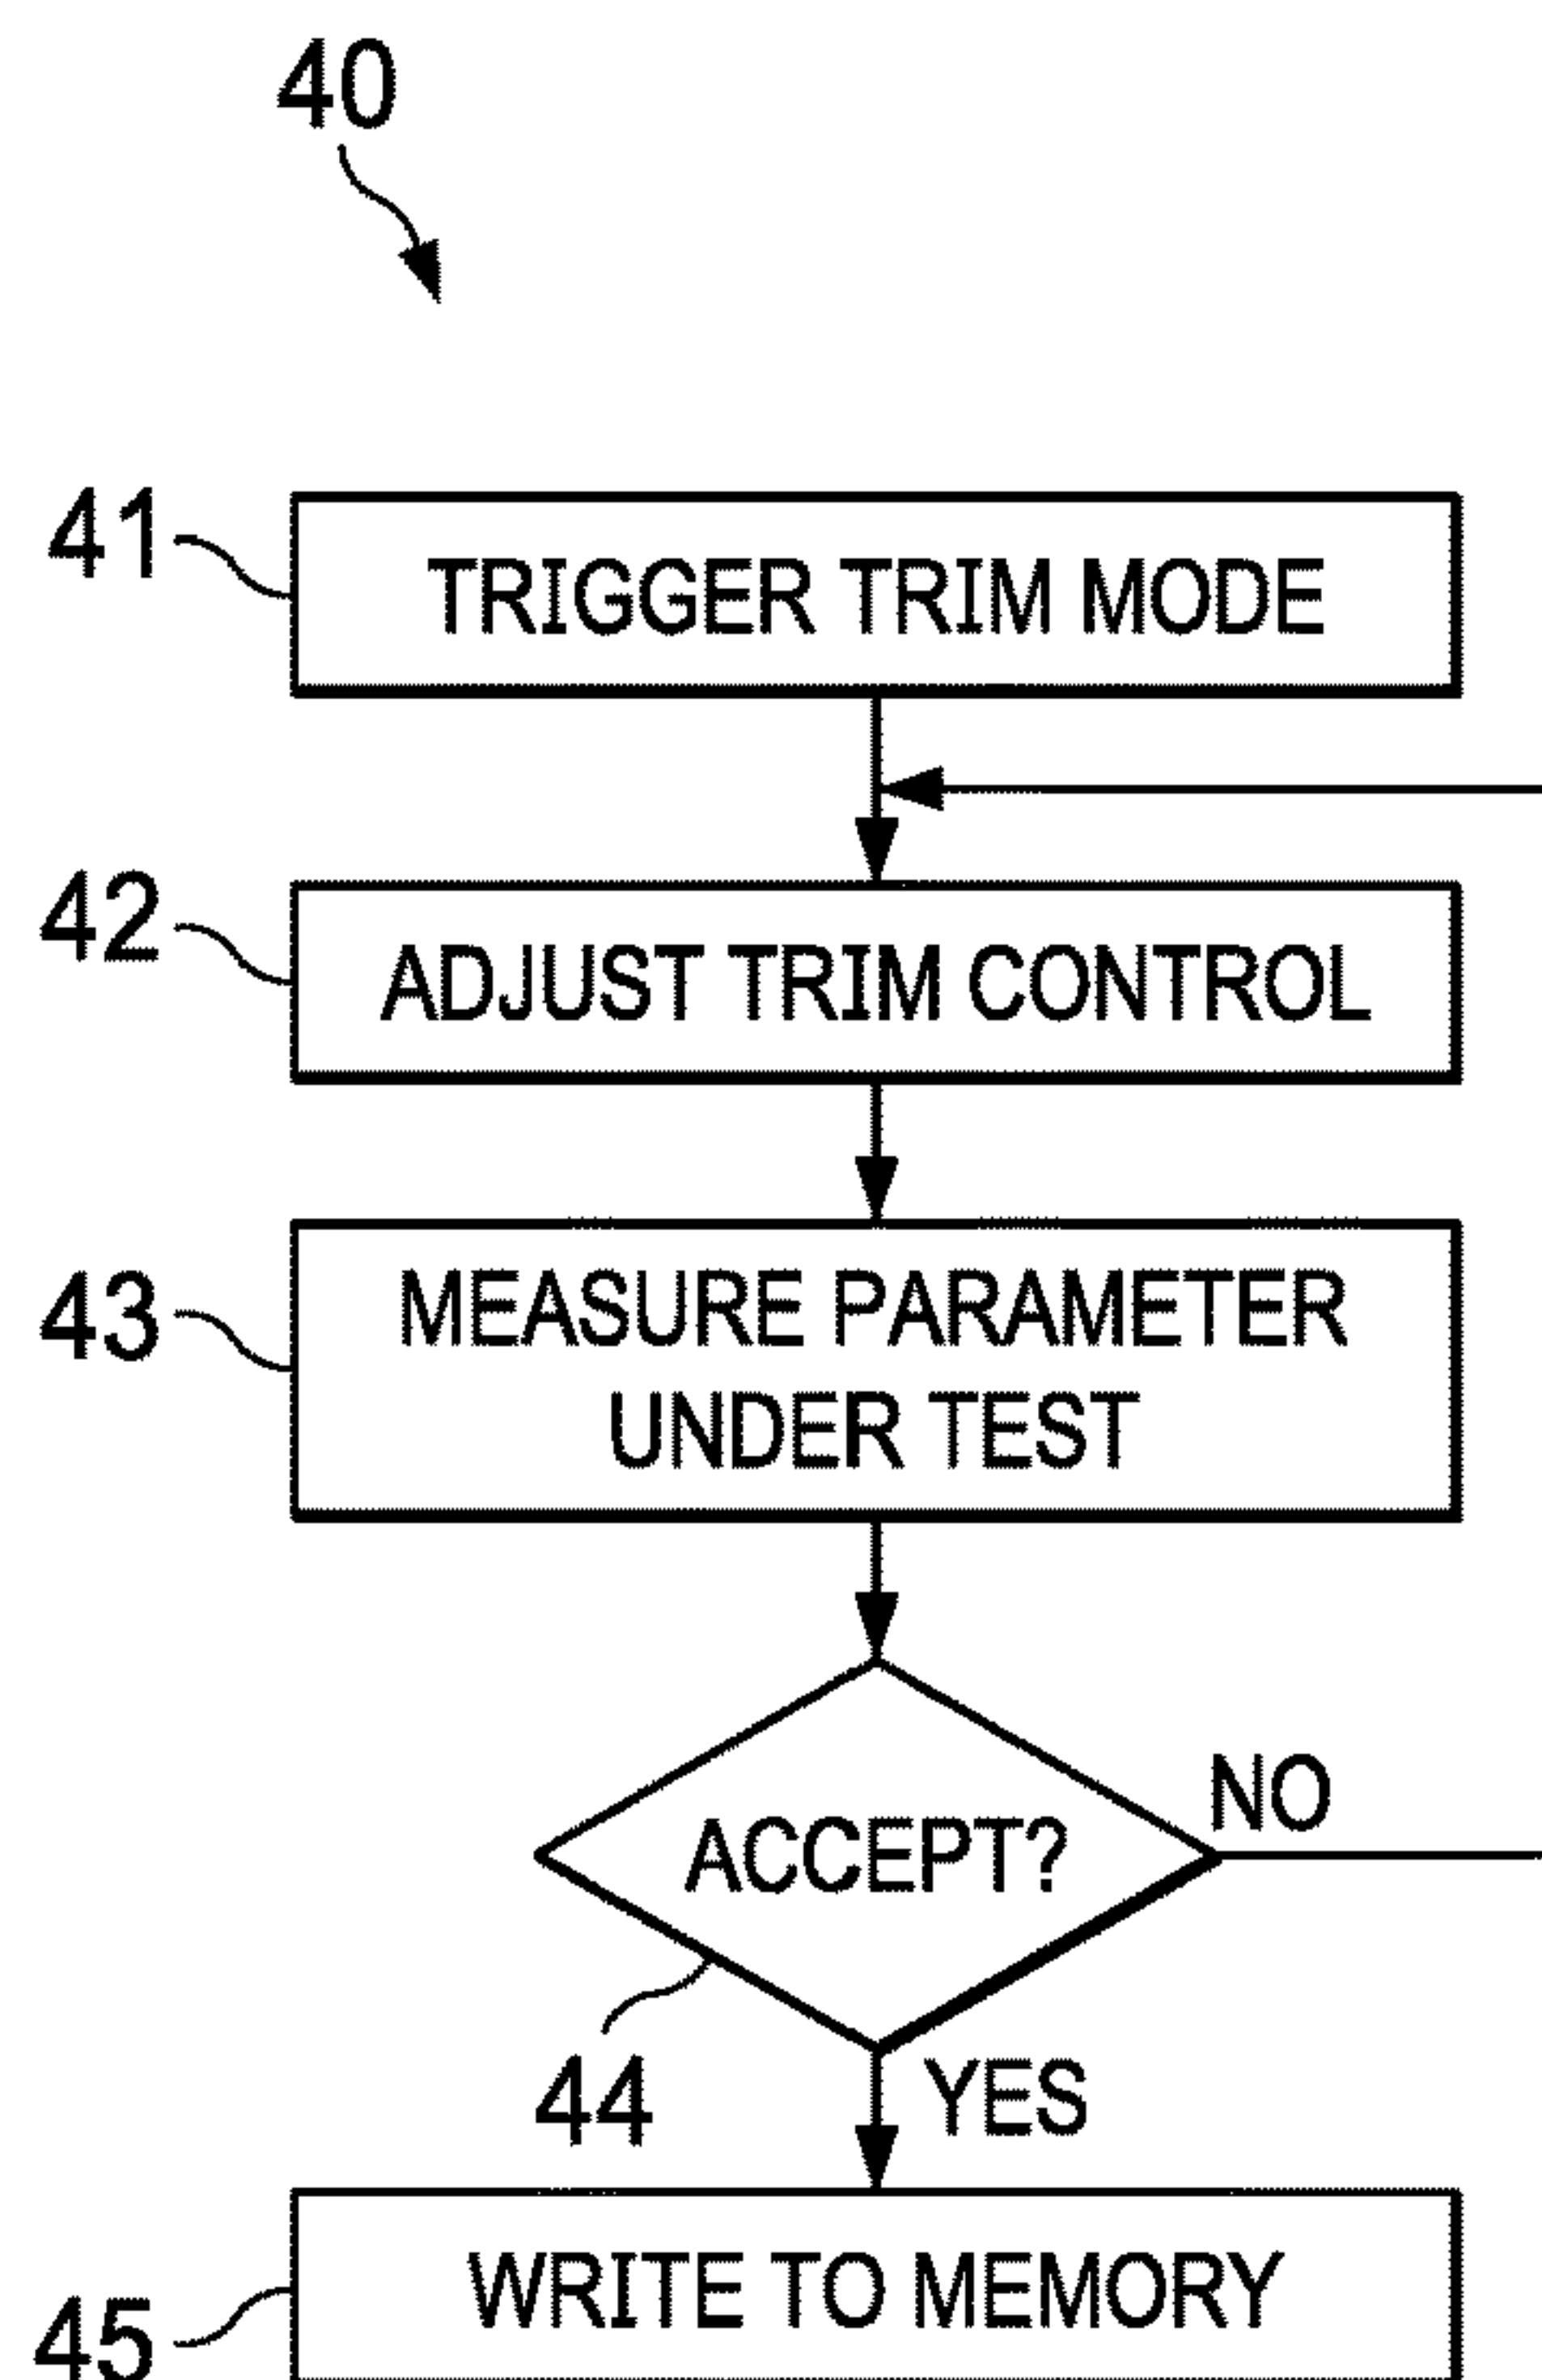 40
41
TRIGGER TRIM MODE
42
ADJUST TRIM CONTROL
43
MEASURE PARAMETER
UNDER TEST
NO
ACCEPT?
44
YES
WRITE TO MEMORY
45